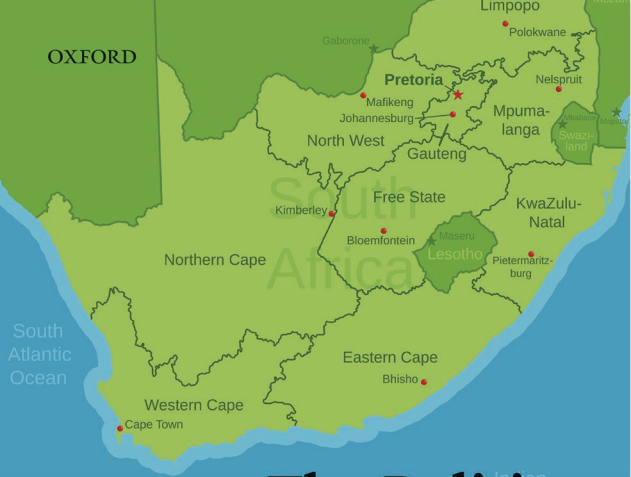 Limpopo
Polokwane
Gaborone
OXFORD
Pretoria
Nelspruit
Mafikeng
Johannesburg
Mpuma-
langa
North West
Gauteng
Swazi-
land
South
Africa
Free State
KwaZulu-
Natal
Kimberley
Bloemfontein
Maseru
Lesotho
Pietermaritz-
burg
Northern Cape
South
Atlantic
Ocean
Eastern Cape
Bhisho
Western Cape
Cape Town